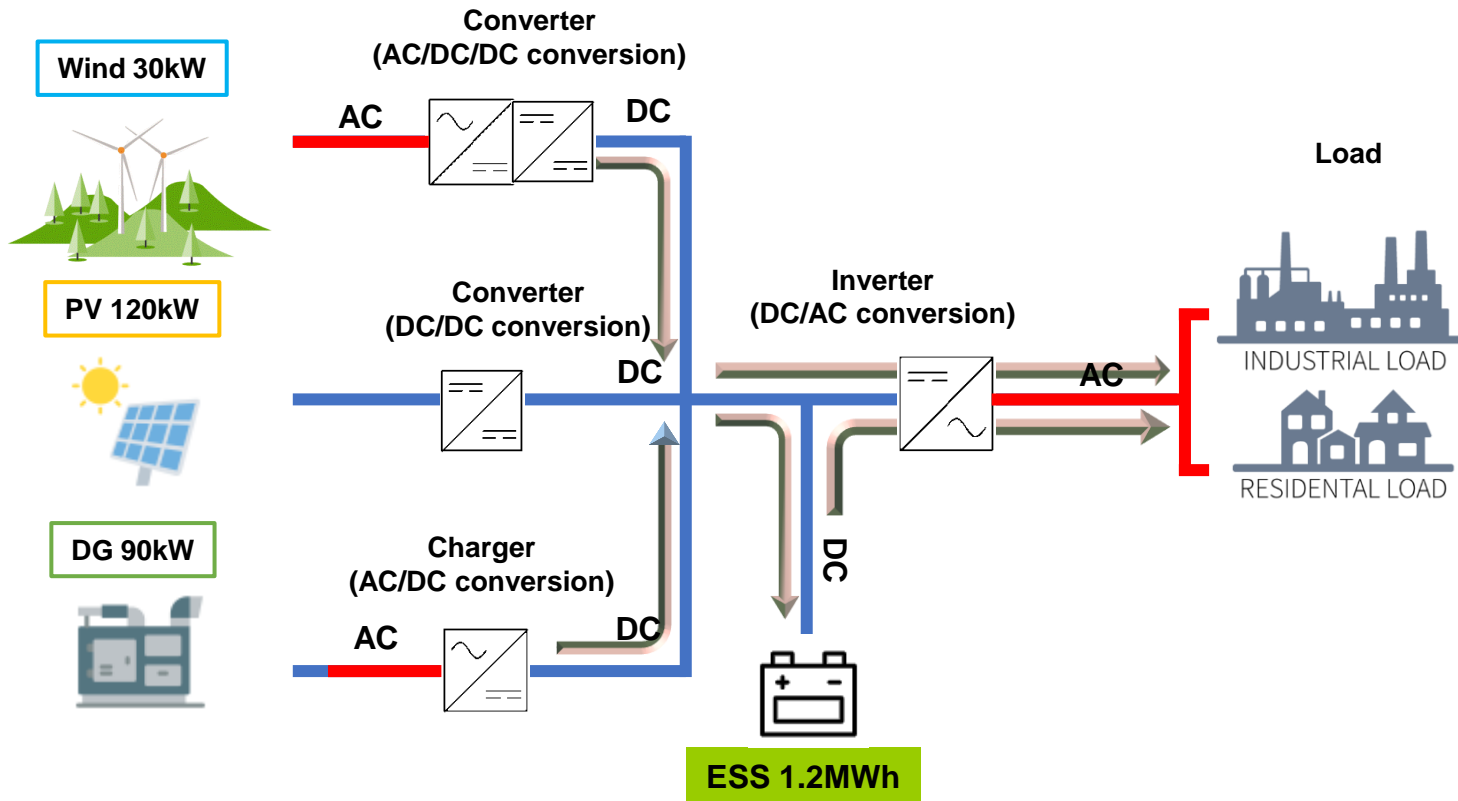 Converter
(AC/DC/DC conversion)
Wind 30kW
AC
DC
Load
PV 120kW
Converter
(DC/DC conversion)
DC
Inverter
(DC/AC conversion)
AC
INDUSTRIAL LOAD
RESIDENTAL LOAD
DG 90kW
Charger
(AC/DC conversion)
AC
DC
DC
ESS 1.2MWh